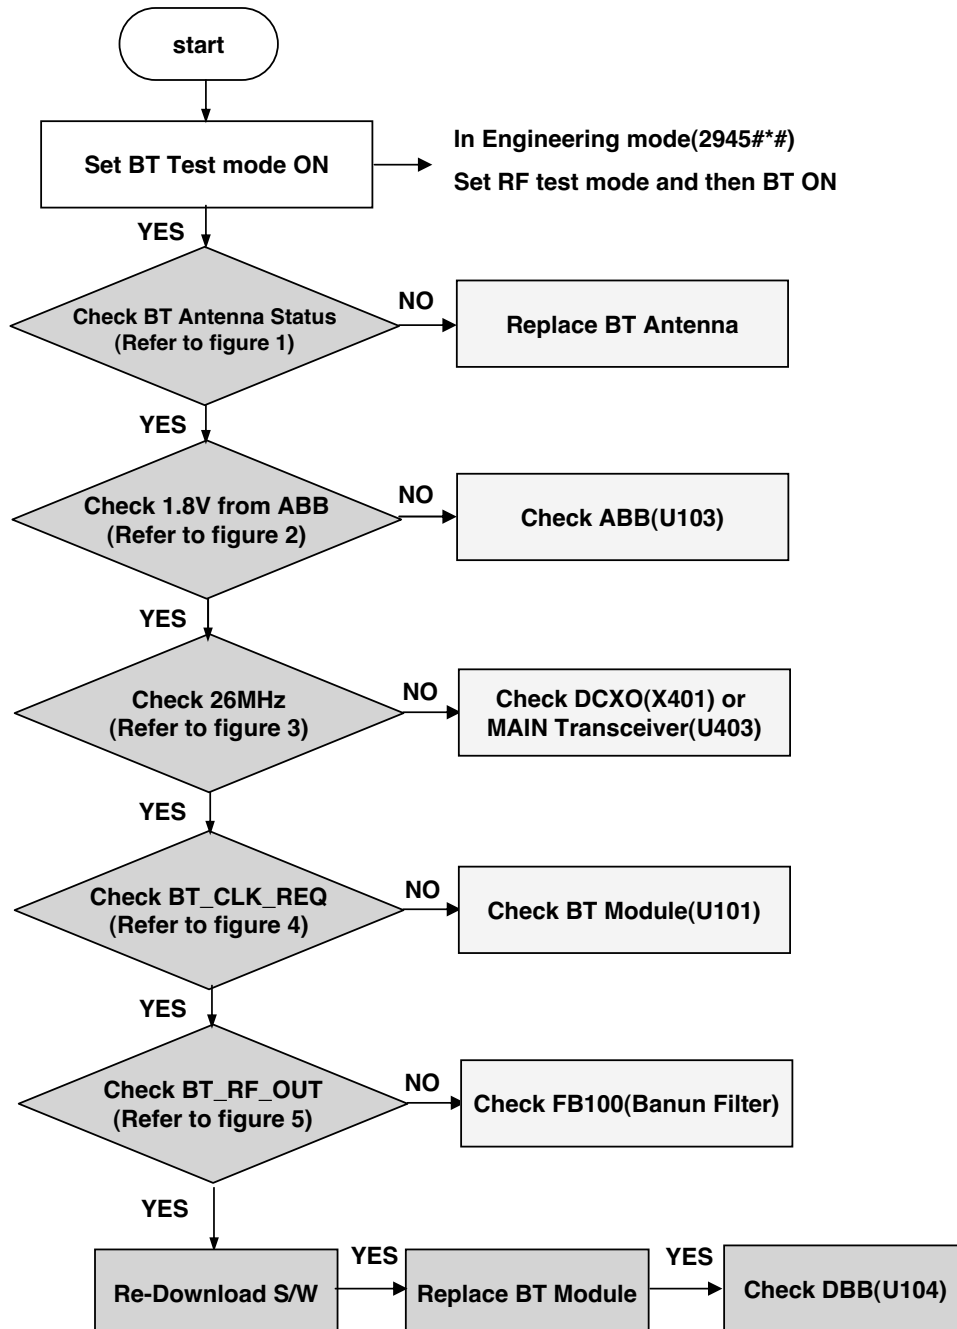 start
Set BT Test mode ON
In Engineering mode(2945#*#)
Set RF test mode and then BT ON
YES
Check BT Antenna Status
(Refer to figure 1)
NO
Replace BT Antenna
YES
Check 1.8V from ABB
(Refer to figure 2)
NO
Check ABB(U103)
YES
Check 26MHz
(Refer to figure 3)
NO
Check DCXO(X401) or
MAIN Transceiver(U403)
YES
Check BT_CLK_REQ
(Refer to figure 4)
NO
Check BT Module(U101)
YES
Check BT_RF_OUT
(Refer to figure 5)
NO
Check FB100(Banun Filter)
YES
Re-Download S/W
YES
Replace BT Module
YES
Check DBB(U104)